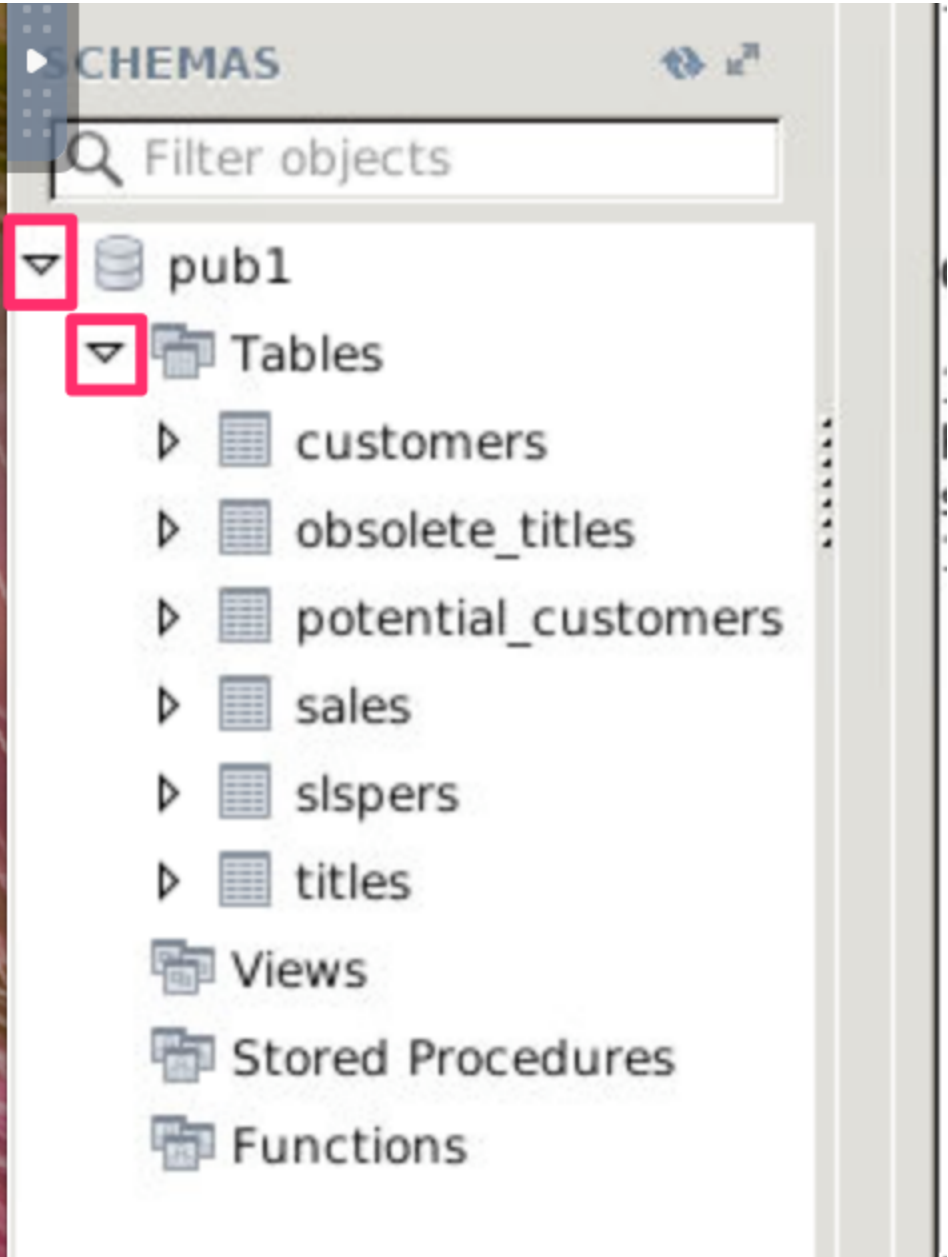 SCHEMAS
Filter objects
pub1
Tables
customers
obsolete_titles
potential_customers
sales
slspers
titles
Views
Stored Procedures
Functions